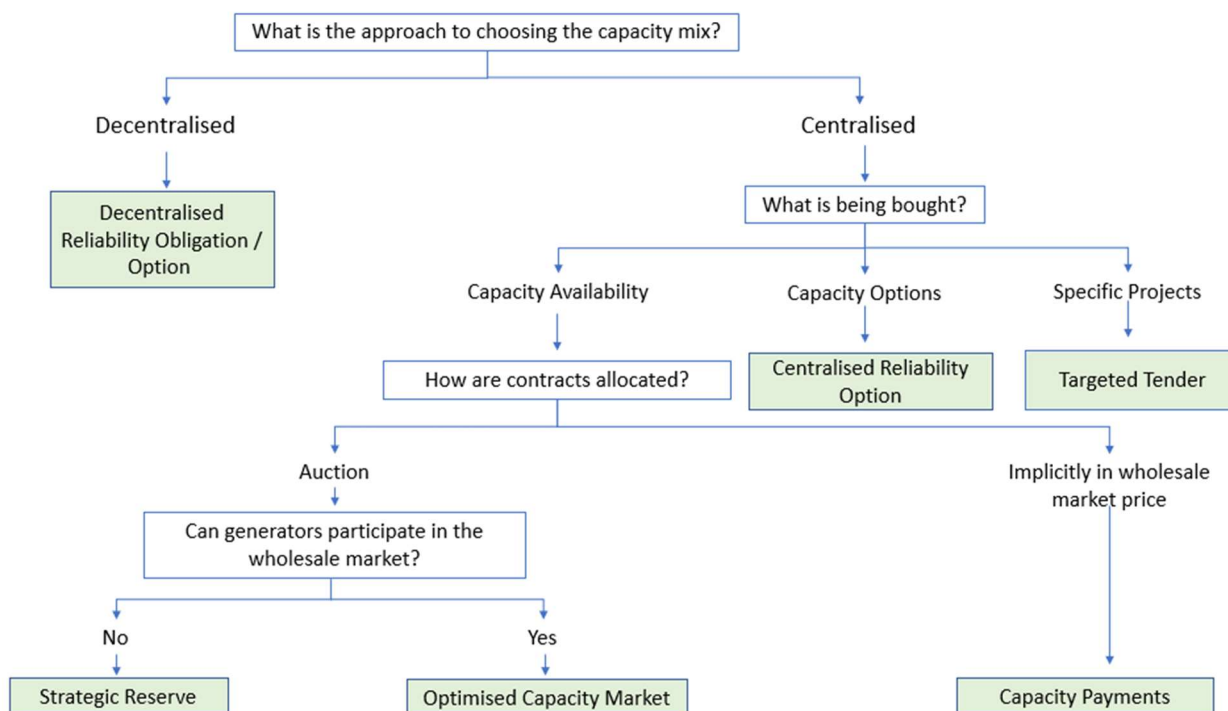 What is the approach to choosing the capacity mix?
Decentralised
Centralised
Decentralised
Reliability Obligation /
Option
What is being bought?
Capacity Availability
Capacity Options
Specific Projects
How are contracts allocated?
Centralised Reliability
Option
Targeted Tender
Auction
Implicitly in wholesale
market price
Can generators participate in the
wholesale market?
No
Yes
Strategic Reserve
Optimised Capacity Market
Capacity Payments